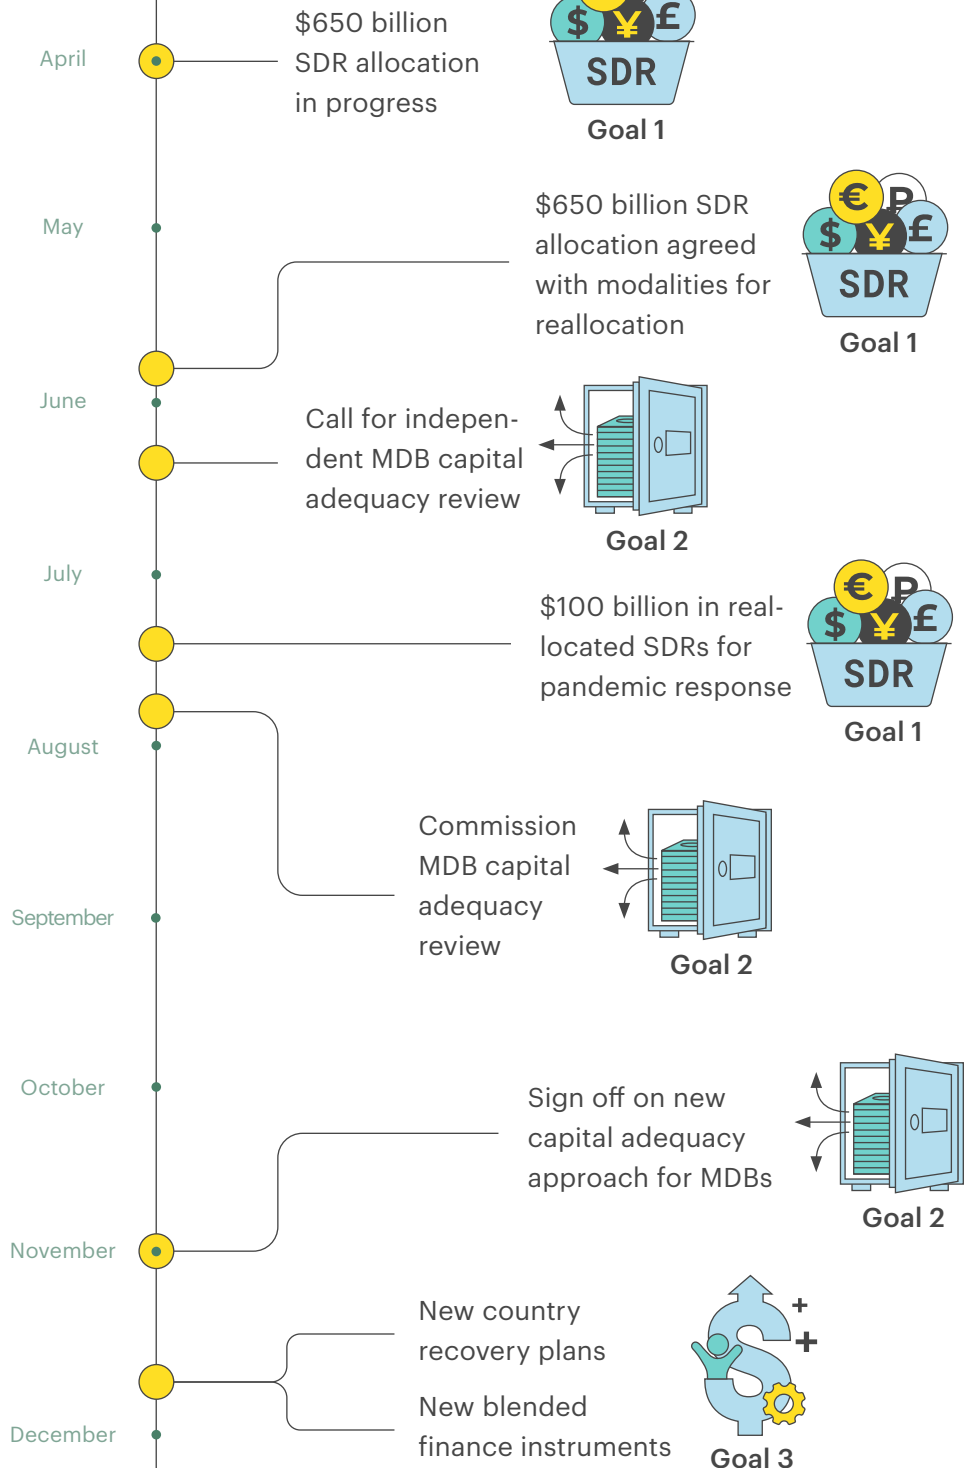 April
$650 billion
SDR allocation
in progress
$ ¥ £
SDR
Goal 1
May
$650 billion SDR
allocation agreed
with modalities for
reallocation
€ ₽
$ ¥ £
SDR
Goal 1
June
Call for indepen-
dent MDB capital
adequacy review
Goal 2
July
$100 billion in real-
located SDRs for
pandemic response
€ ₽
$ ¥ £
SDR
Goal 1
August
Commission
MDB capital
adequacy
review
Goal 2
September
October
Sign off on new
capital adequacy
approach for MDBs
Goal 2
November
New country
recovery plans
New blended
finance instruments
Goal 3
December